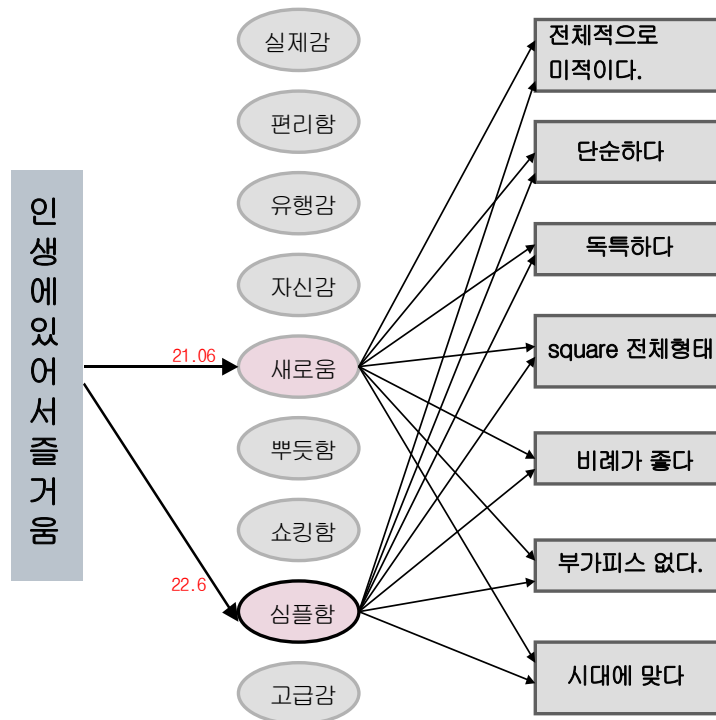 인생에있어서즐거움
21.06
22.6
실제감
편리함
유행감
자신감
새로움
뿌듯함
쇼킹함
심플함
고급감
전체적으로
미적이다.
단순하다
독특하다
square 전체형태
비례가 좋다
부가피스 없다.
시대에 맞다